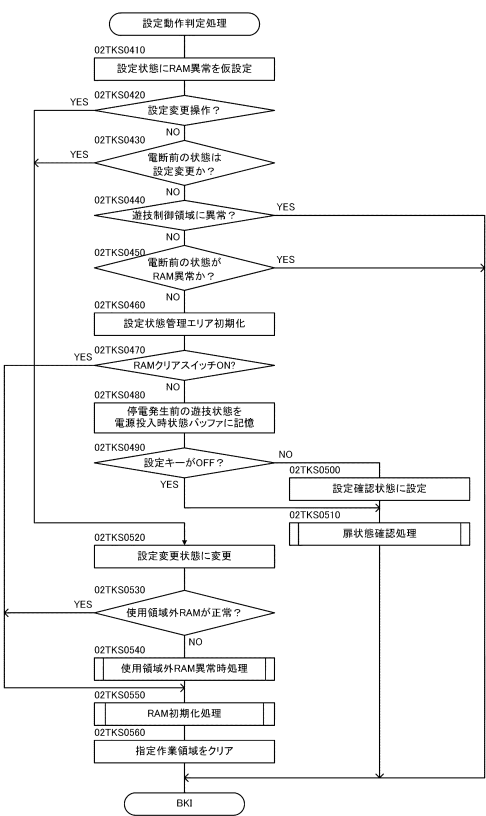 設定動作判定処理
02TKS0410
設定状態にRAM異常を仮設定
02TKS0420
YES
設定変更操作？
NO
02TKS0430
YES
電断前の状態は
設定変更か？
NO
02TKS0440
YES
遊技制御領域に異常？
NO
02TKS0450
YES
電断前の状態が
RAM異常か？
NO
02TKS0460
設定状態管理エリア初期化
02TKS0470
YES
RAMクリアスイッチON?
NO
02TKS0480
停電発生前の遊技状態を
電源投入時状態バッファに記憶
02TKS0490
NO
設定キーがOFF？
YES
02TKS0500
設定確認状態に設定
02TKS0510
扉状態確認処理
02TKS0520
設定変更状態に変更
02TKS0530
YES
使用領域外RAMが正常？
NO
02TKS0540
使用領域外RAM異常時処理
02TKS0550
RAM初期化処理
02TKS0560
指定作業領域をクリア
BKI